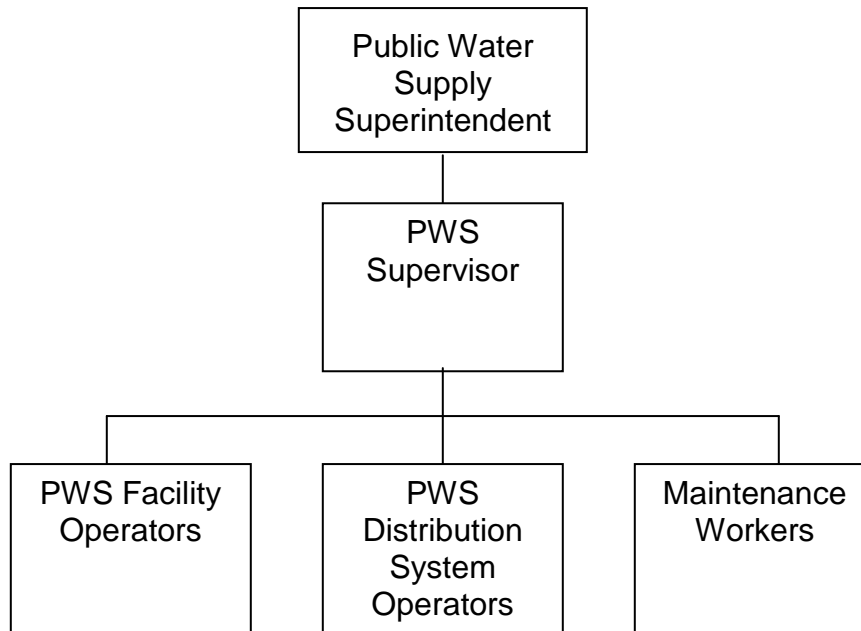 Public Water
Supply
Superintendent
PWS
Supervisor
PWS Facility
Operators
PWS
Distribution
System
Operators
Maintenance
Workers